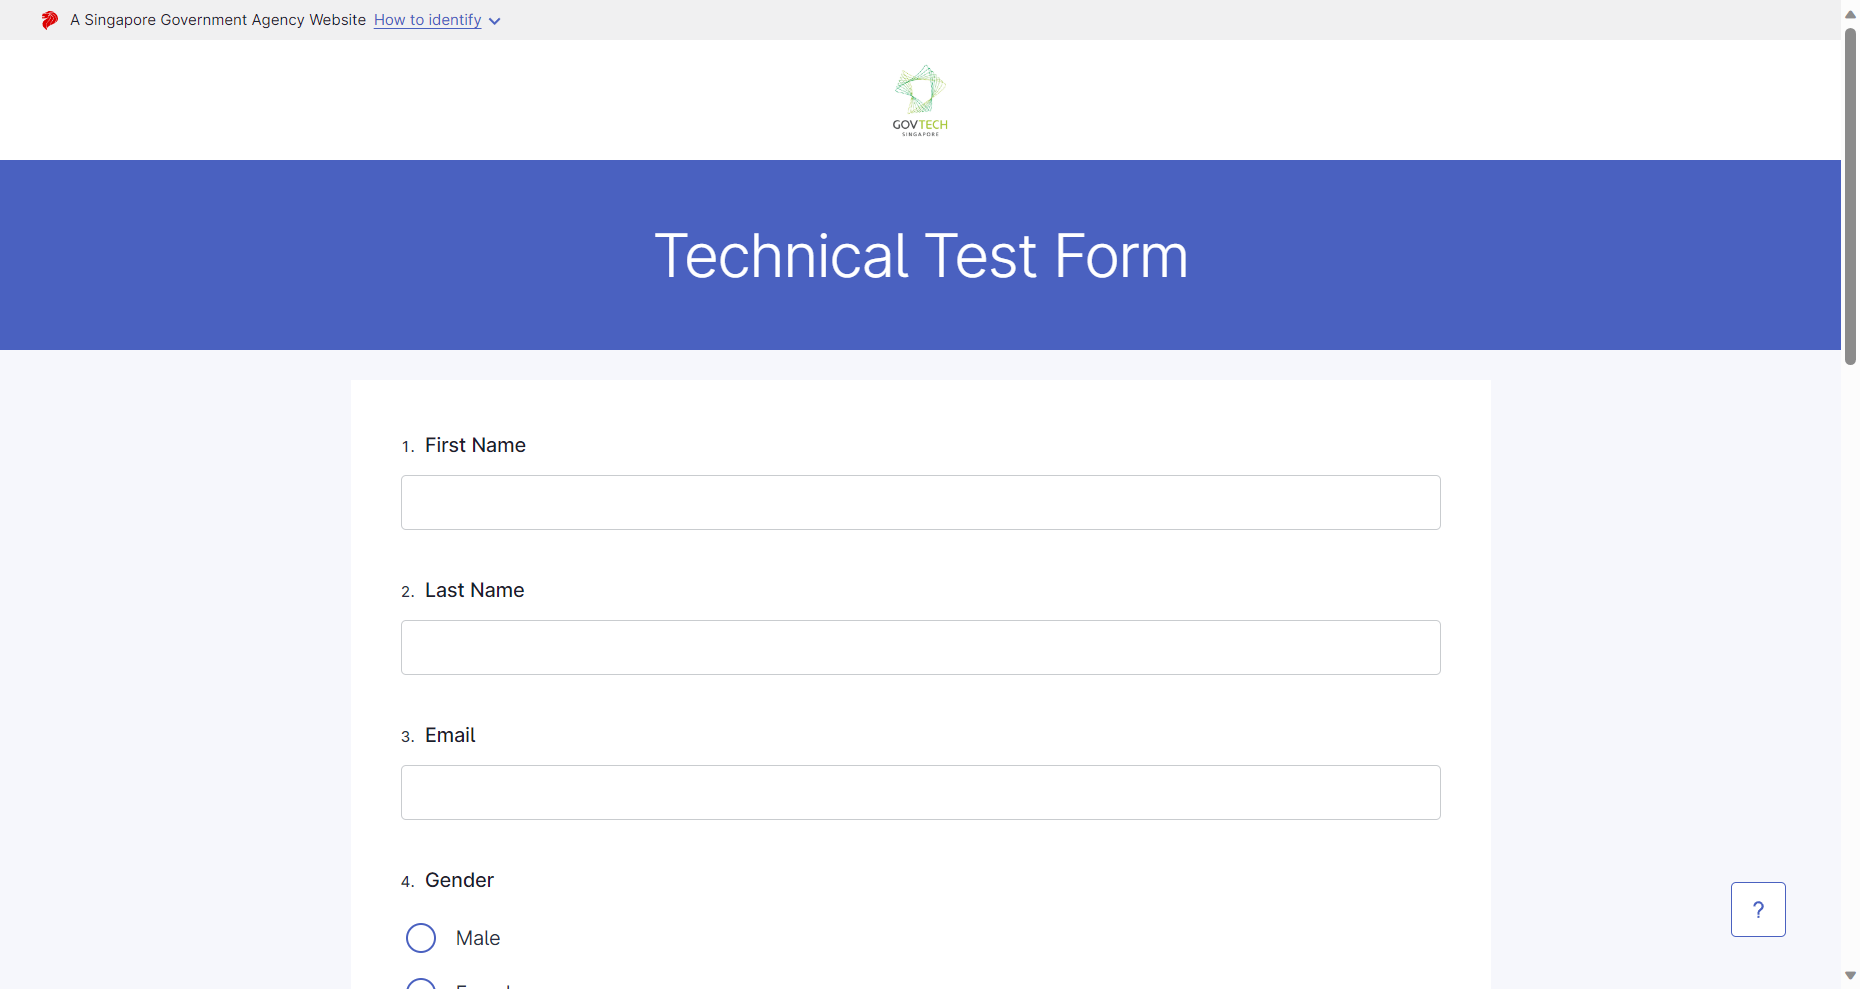 A Singapore Government Agency Website How to identify
GOVTECH
SINGAPORE
Technical Test Form
1. First Name
2. Last Name
3. Email
4. Gender
Male
?